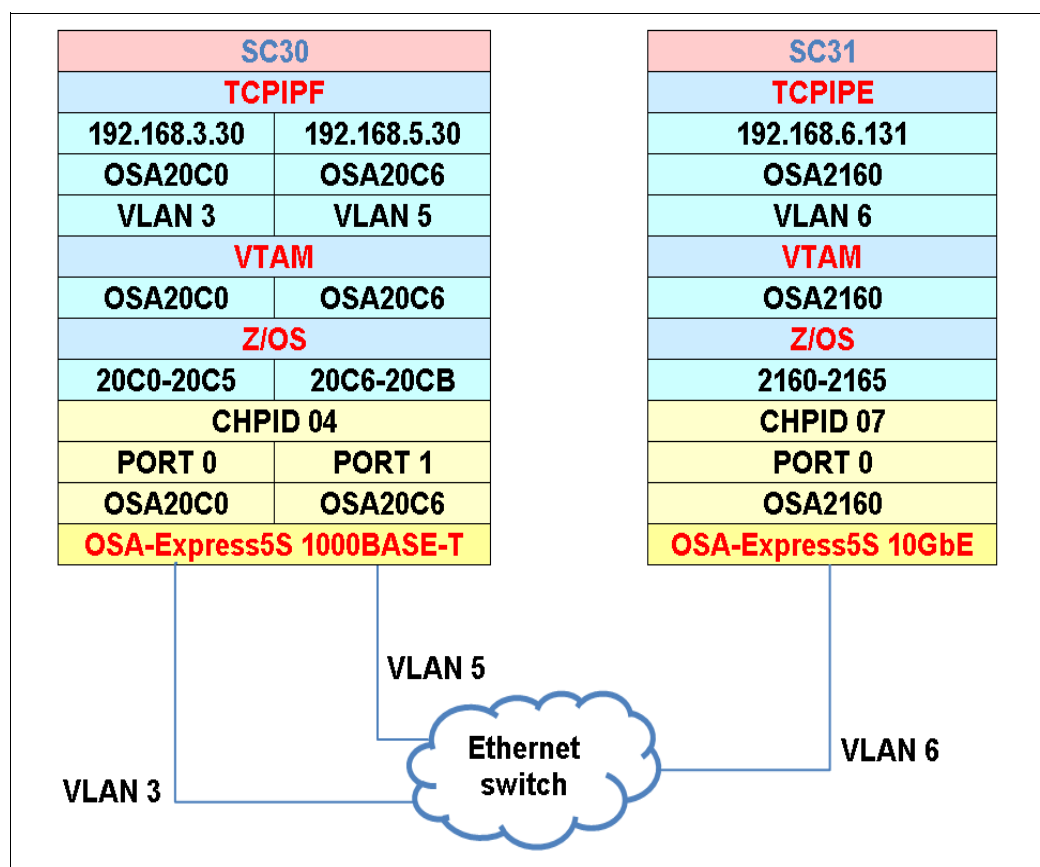 SC30
TCPIPF
192.168.3.30 192.168.5.30
OSA20C0 OSA20C6
VLAN 3 VLAN 5
VTAM
OSA20C0 OSA20C6
Z/OS
20C0-20C5 20C6-20CB
CHPID 04
PORT 0 PORT 1
OSA20C0 OSA20C6
OSA-Express5S 1000BASE-T
SC31
TCPIPE
192.168.6.131
OSA2160
VLAN 6
VTAM
OSA2160
Z/OS
2160-2165
CHPID 07
PORT 0
OSA2160
OSA-Express5S 10GbE
VLAN 5
Ethernet
switch
VLAN 6
VLAN 3